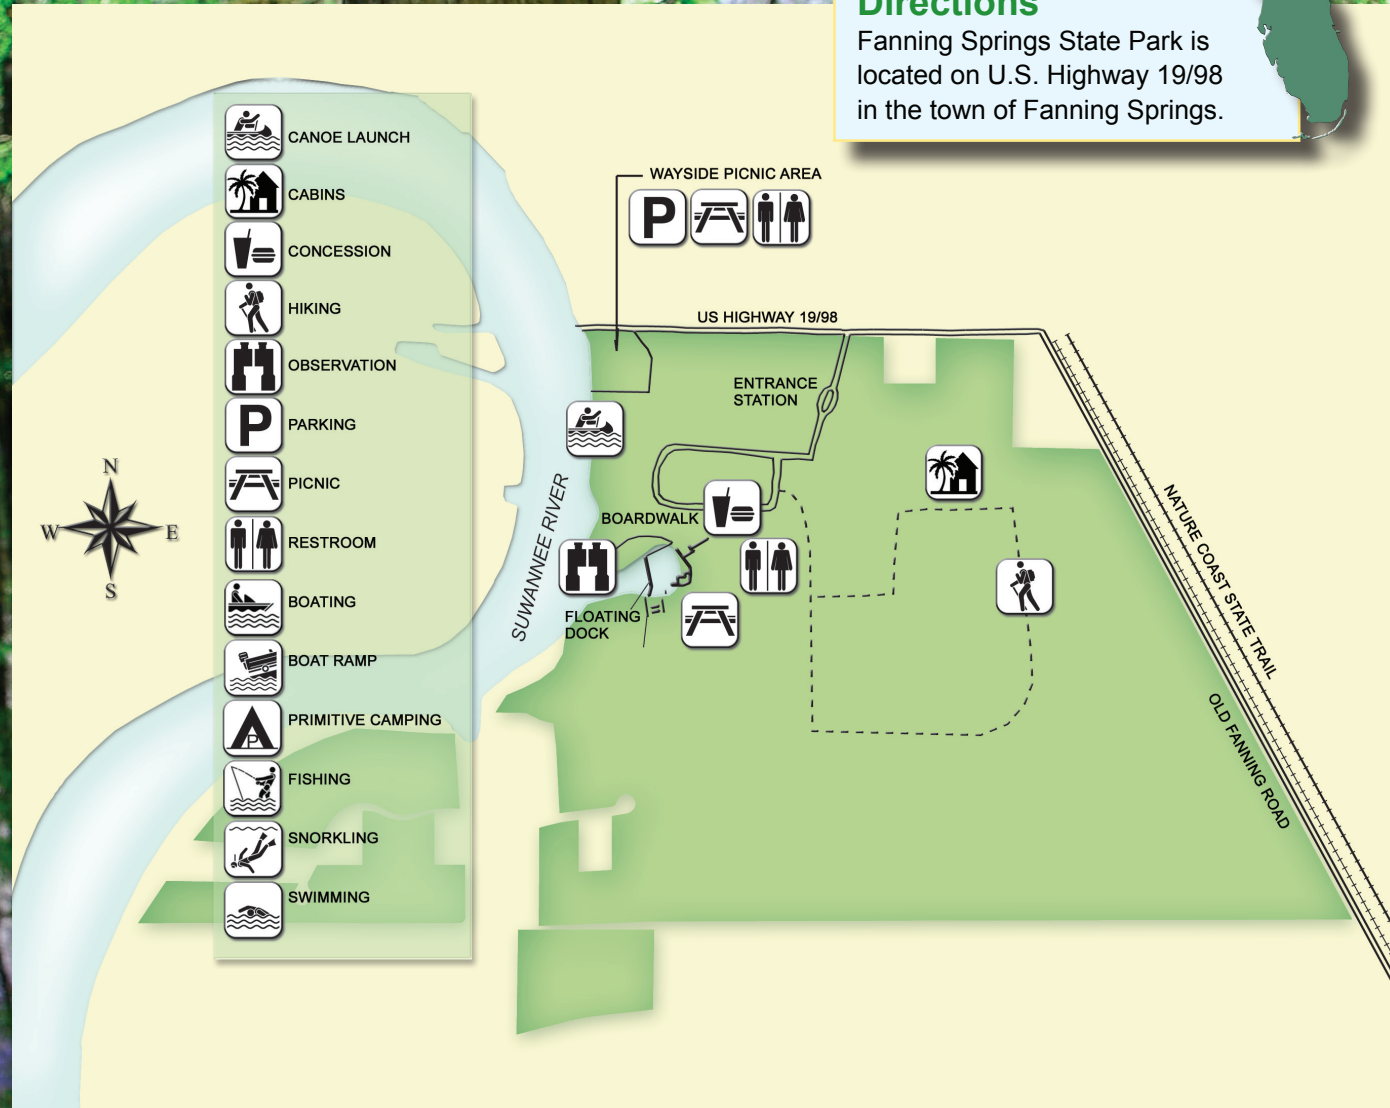 Directions
Fanning Springs State Park is
located on U.S. Highway 19/98
in the town of Fanning Springs.
CANOE LAUNCH
CABINS
CONCESSION
HIKING
OBSERVATION
P
PARKING
PICNIC
RESTROOM
BOATING
BOAT RAMP
P
PRIMITIVE CAMPING
FISHING
SNORKLING
SWIMMING
N
W
E
S
WAYSIDE PICNIC AREA
P
US HIGHWAY 19/98
ENTRANCE
STATION
SUWANNEE RIVER
BOARDWALK
FLOATING
DOCK
NATURE COAST STATE TRAIL
OLD FANNING ROAD